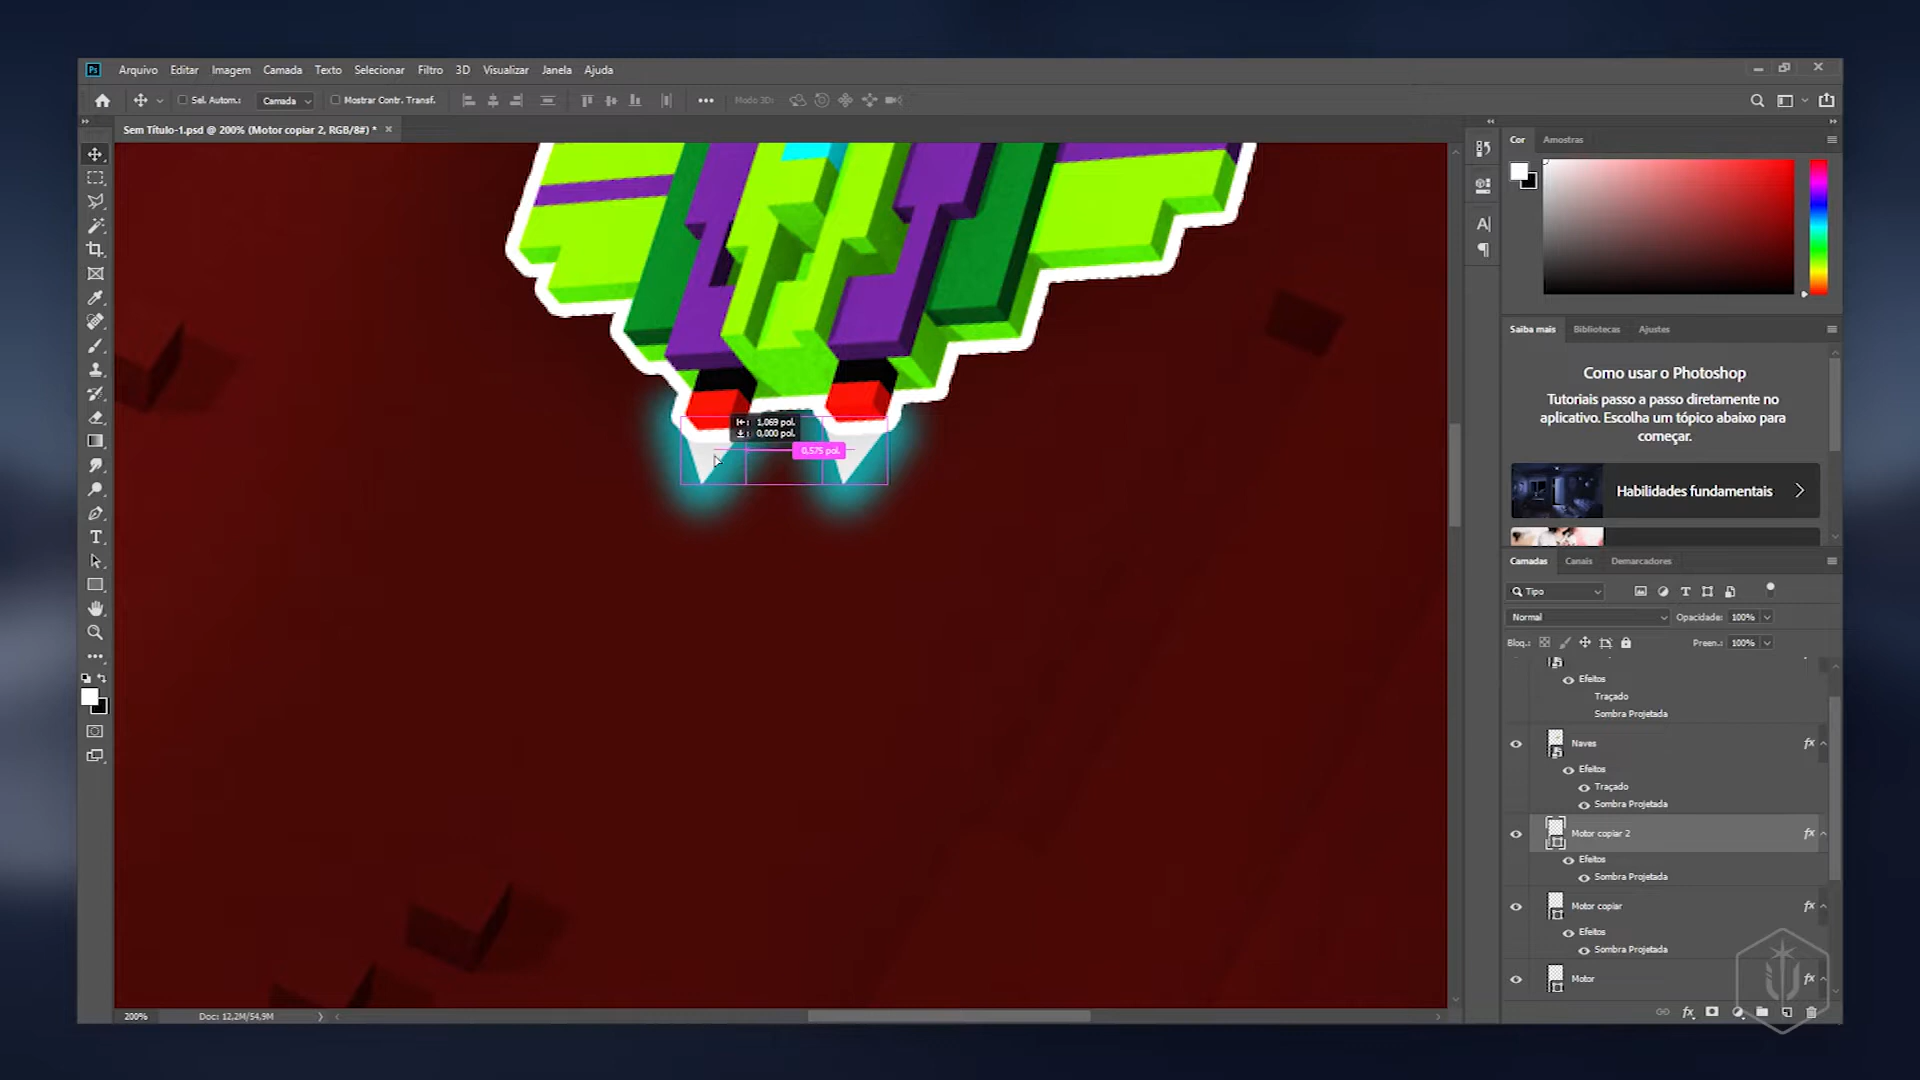 Ps Arquivo Editar Imagem Camada Texto Selecionar Filtro 3D Visualizar Janela Ajuda
Sel. Autom.: Camada Mostrar Contr. Transf. Modo 3D:
Sem Título-1.psd @ 200% (Motor copiar 2, RGB/8#) *
Cor Amostras
1,069 pol.
0,000 pol.
0,575 pol.
Saiba mais Bibliotecas Ajustes
Como usar o Photoshop
Tutoriais passo a passo diretamente no
aplicativo. Escolha um tópico abaixo para
começar.
Habilidades fundamentais
Camadas Canais Demarcadores
Tipo
Normal Opacidade: 100%
Bloq.: Preen.: 100%
Efeitos
Traçado
Sombra Projetada
Naves fx
Efeitos
Traçado
Sombra Projetada
Motor copiar 2 fx
Efeitos
Sombra Projetada
Motor copiar fx
Efeitos
Sombra Projetada
Motor fx
200% Doc: 12,2M/54,9M